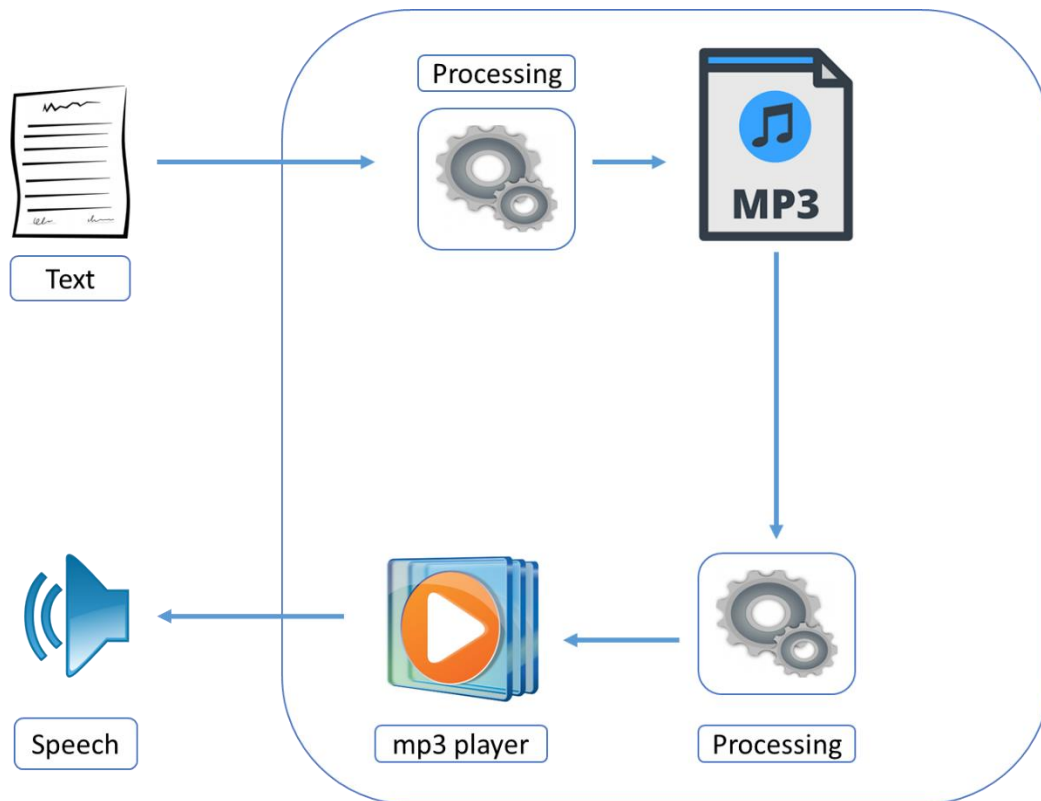 Processing
MP3
Text
Speech
mp3 player
Processing